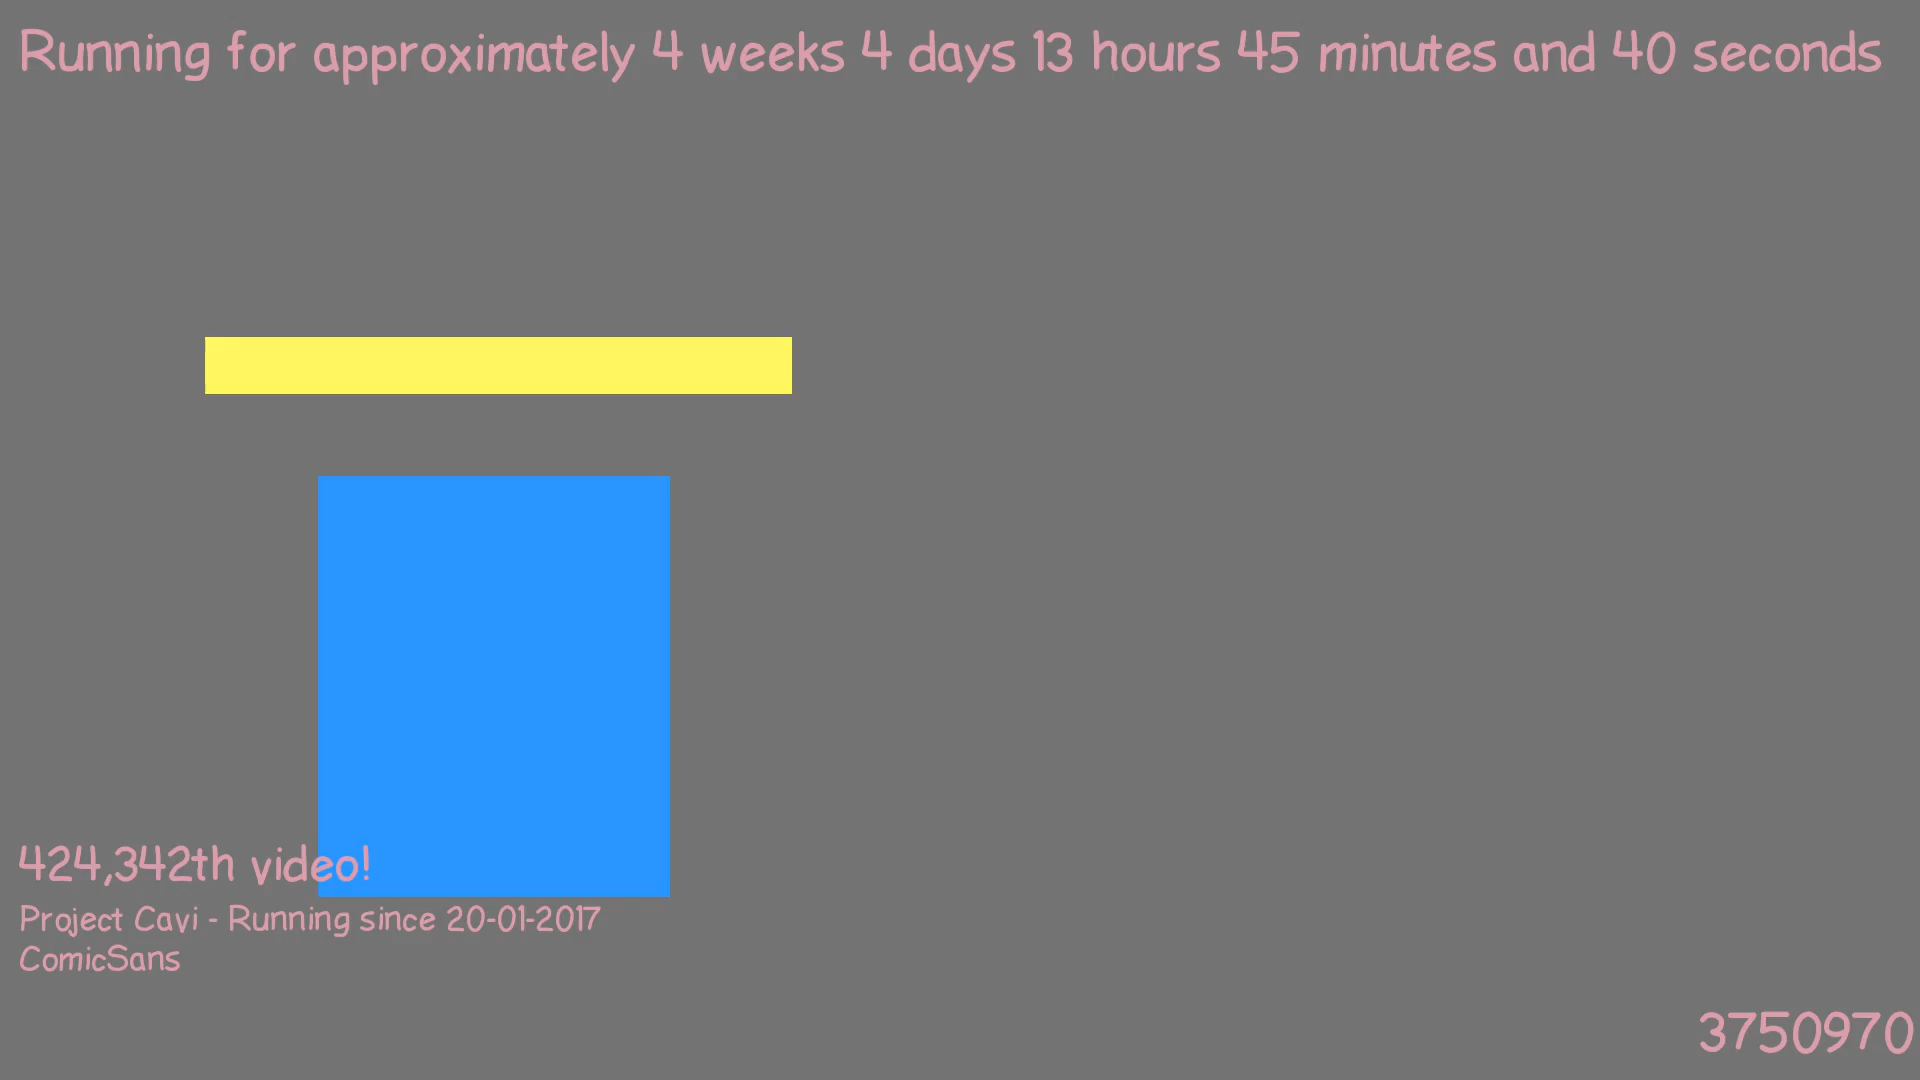 Running for approximately 4 weeks 4 days 13 hours 45 minutes and 40 seconds
424,342th video!
Project Cavi - Running since 20-01-2017
ComicSans
3750970